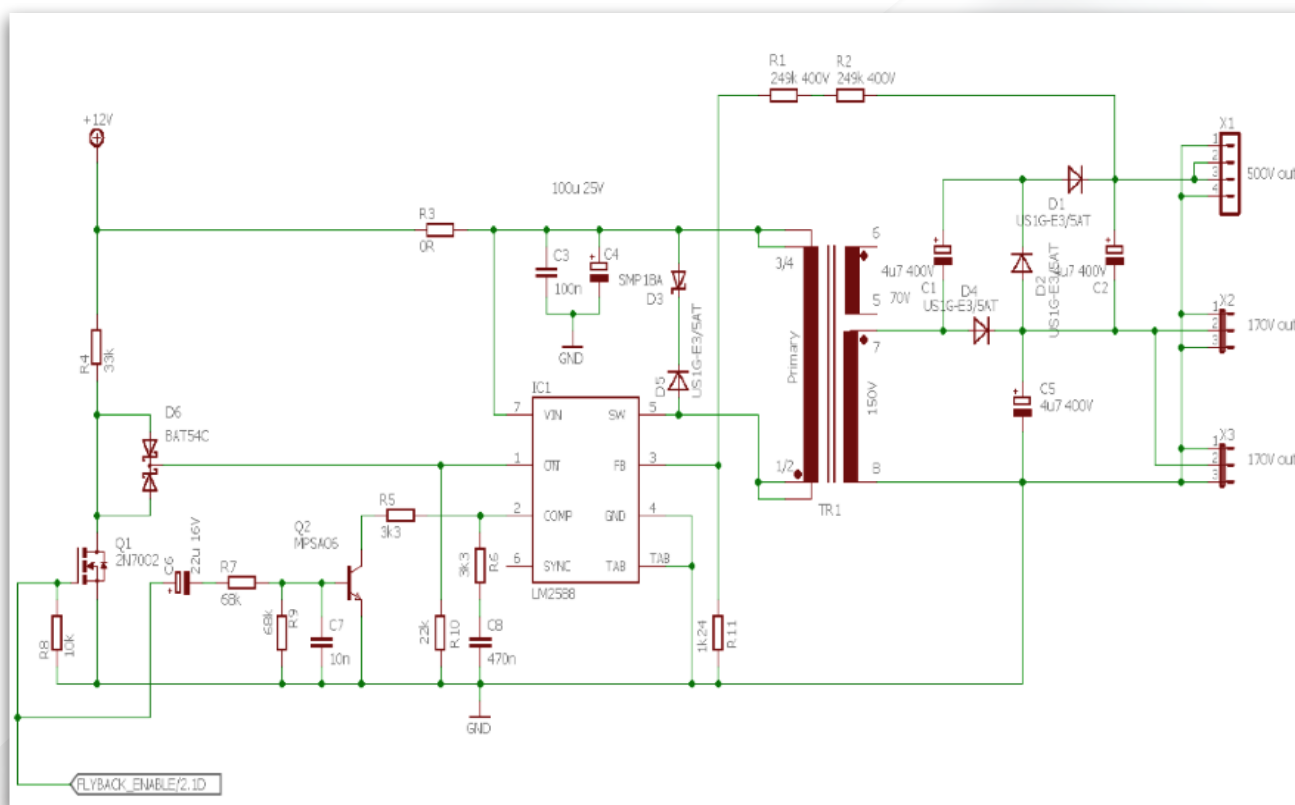 R1
249k 400V
R2
249k 400V
+12V
X1
1
2
3
4
500V out
100u 25V
R3
0R
C3
100n
C4
SMP18A
D3
D5
US1G-E3/5AT
GND
3/4
Primary
1/2
6
5
70V
7
150V
8
TR1
D1
US1G-E3/5AT
4u7 400V
C1
D4
US1G-E3/5AT
D2
US1G-E3/5AT
4u7 400V
C2
X2
1
2
3
170V out
C5
4u7 400V
X3
1
2
3
170V out
R4
33k
D6
BAT54C
IC1
7
VIN
SW
5
1
ON
FB
3
2
COMP
GND
4
6
SYNC
TAB
TAB
LM2588
Q1
2N7002
C6
22u 16V
R7
68k
Q2
MPSA06
R5
3k3
3k3
R6
R8
10k
68k
R9
C7
10n
22k
R10
C8
470n
1k24
R11
GND
FLYBACK_ENABLE/2.1D